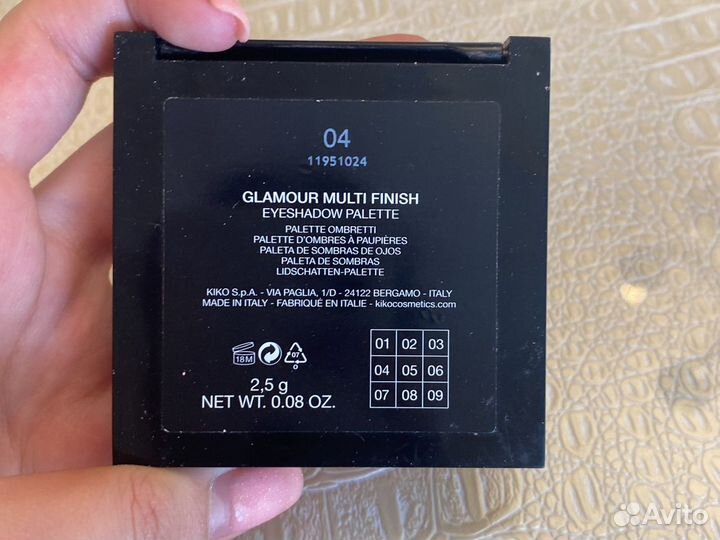 04
11951024
GLAMOUR MULTI FINISH
EYESHADOW PALETTE
PALETTE OMBRETTI
PALETTE D'OMBRES À PAUPIÈRES
PALETA DE SOMBRAS DE OJOS
PALETA DE SOMBRAS
LIDSCHATTEN-PALETTE
KIKO S.p.A. - VIA PAGLIA, 1/D - 24122 BERGAMO - ITALY
MADE IN ITALY - FABRIQUÉ EN ITALIE - kikocosmetics.com
18M
07
O
2,5 g
NET WT. 0.08 OZ.
01 02 03
04 05 06
07 08 09
Avito